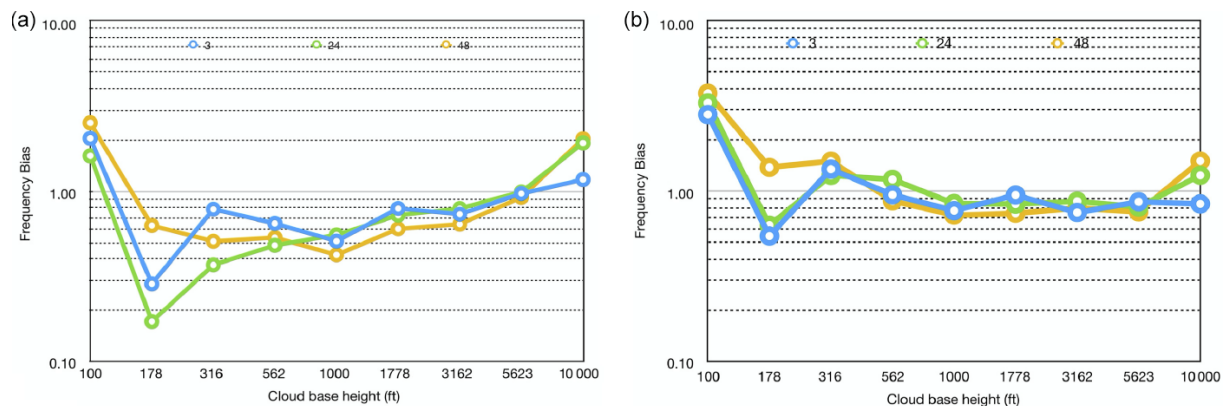 (a)
10.00
3 24 48
Frequency Bias
1.00
0.10
100 178 316 562 1000 1778 3162 5623 10 000
Cloud base height (ft)
(b)
10.00
3 24 48
Frequency Bias
1.00
0.10
100 178 316 562 1000 1778 3162 5623 10 000
Cloud base height (ft)